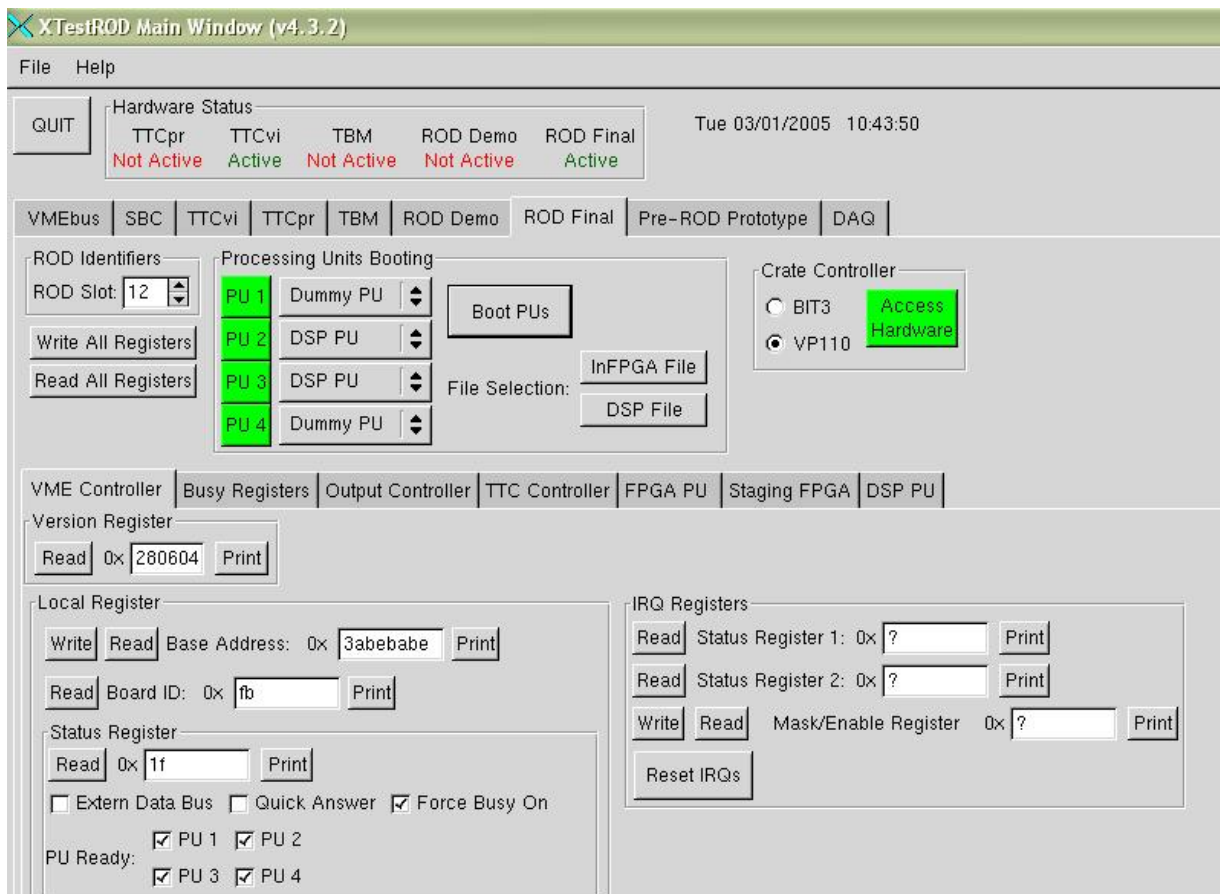 XTestROD Main Window (v4.3.2)
File Help
QUIT
Hardware Status
TTCpr TTCvi TBM ROD Demo ROD Final
Not Active Active Not Active Not Active Active
Tue 03/01/2005 10:43:50
VMEbus SBC TTCvi TTCpr TBM ROD Demo ROD Final Pre-ROD Prototype DAQ
ROD Identifiers
ROD Slot: 12
Write All Registers
Read All Registers
Processing Units Booting
PU 1 Dummy PU
PU 2 DSP PU
PU 3 DSP PU
PU 4 Dummy PU
Boot PUs
File Selection:
InFPGA File
DSP File
Crate Controller
BIT3
VP110
Access
Hardware
VME Controller Busy Registers Output Controller TTC Controller FPGA PU Staging FPGA DSP PU
Version Register
Read 0x 280604 Print
Local Register
Write Read Base Address: 0x 3abebabe Print
Read Board ID: 0x fb Print
Status Register
Read 0x 1f Print
Extern Data Bus Quick Answer Force Busy On
PU Ready:
PU 1 PU 2
PU 3 PU 4
IRQ Registers
Read Status Register 1: 0x ? Print
Read Status Register 2: 0x ? Print
Write Read Mask/Enable Register 0x ? Print
Reset IRQs